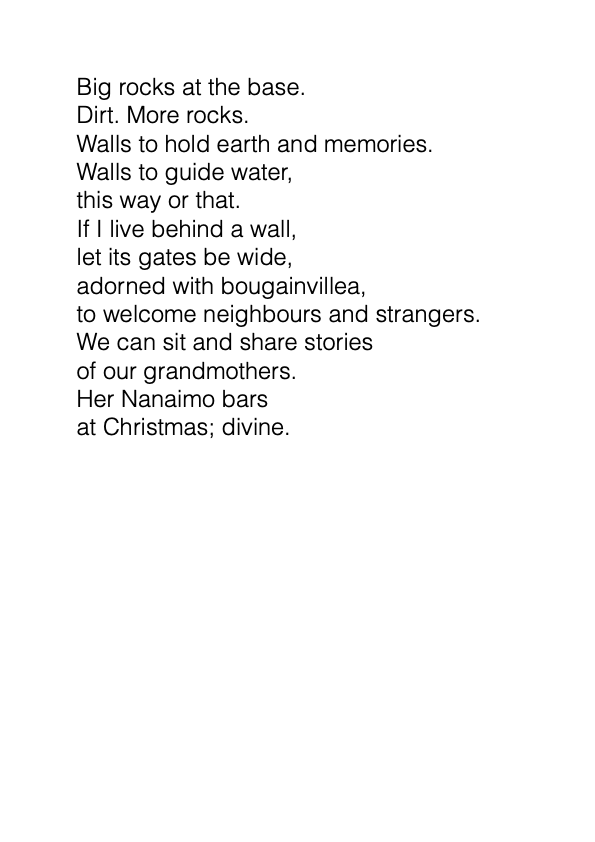 Big rocks at the base.
Dirt. More rocks.
Walls to hold earth and memories.
Walls to guide water,
this way or that.
If I live behind a wall,
let its gates be wide,
adorned with bougainvillea,
to welcome neighbours and strangers.
We can sit and share stories
of our grandmothers.
Her Nanaimo bars
at Christmas; divine.